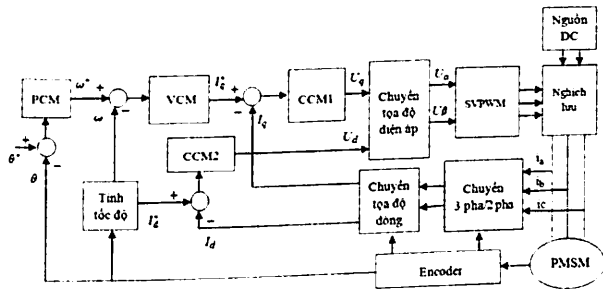 Nguồn
DC
PCM
ω*
+
-
ω
VCM
I*q
+
-
Iq
CCM1
Uq
Chuyển
tọa độ
điện áp
Uα
Uβ
SVPWM
Nghịch
lưu
θ*
+
-
θ
CCM2
Ud
Tính
tốc độ
I*d
+
-
Id
Chuyển
tọa độ
dòng
Chuyển
3 pha/2 pha
ia
ib
ic
Encoder
PMSM